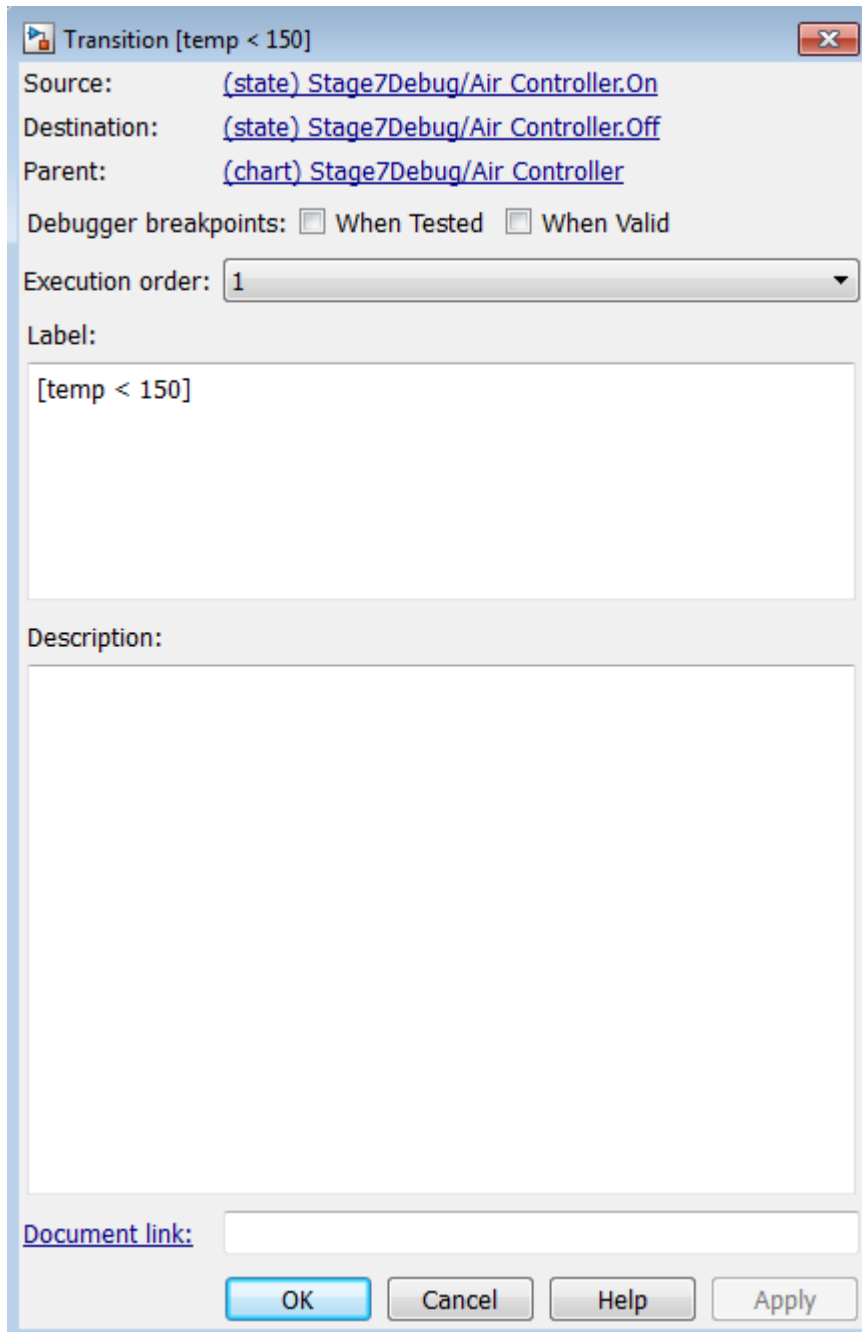 Transition [temp < 150]
Source: (state) Stage7Debug/Air Controller.On
Destination: (state) Stage7Debug/Air Controller.Off
Parent: (chart) Stage7Debug/Air Controller
Debugger breakpoints: When Tested When Valid
Execution order: 1
Label:
[temp < 150]
Description:
Document link:
OK Cancel Help Apply